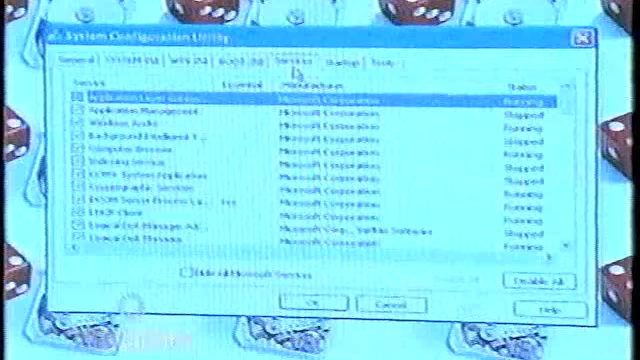 System Configuration Utility
General SYSTEM.INI WIN.INI BOOT.INI Services Startup Tools
Service Essential Manufacturer Status
Application Layer Gatew... Microsoft Corporation Running
Application Management Microsoft Corporation Stopped
Windows Audio Microsoft Corporation Running
Background Intelligent T... Microsoft Corporation Stopped
Computer Browser Microsoft Corporation Running
Indexing Service Microsoft Corporation Stopped
COM+ System Application Microsoft Corporation Stopped
Cryptographic Services Microsoft Corporation Running
DCOM Server Process La... Yes Microsoft Corporation Running
DHCP Client Microsoft Corporation Running
Logical Disk Manager Ad... Microsoft Corp., Veritas Software Stopped
Logical Disk Manager Microsoft Corporation Running
Hide All Microsoft Services
Disable All
OK Cancel Help